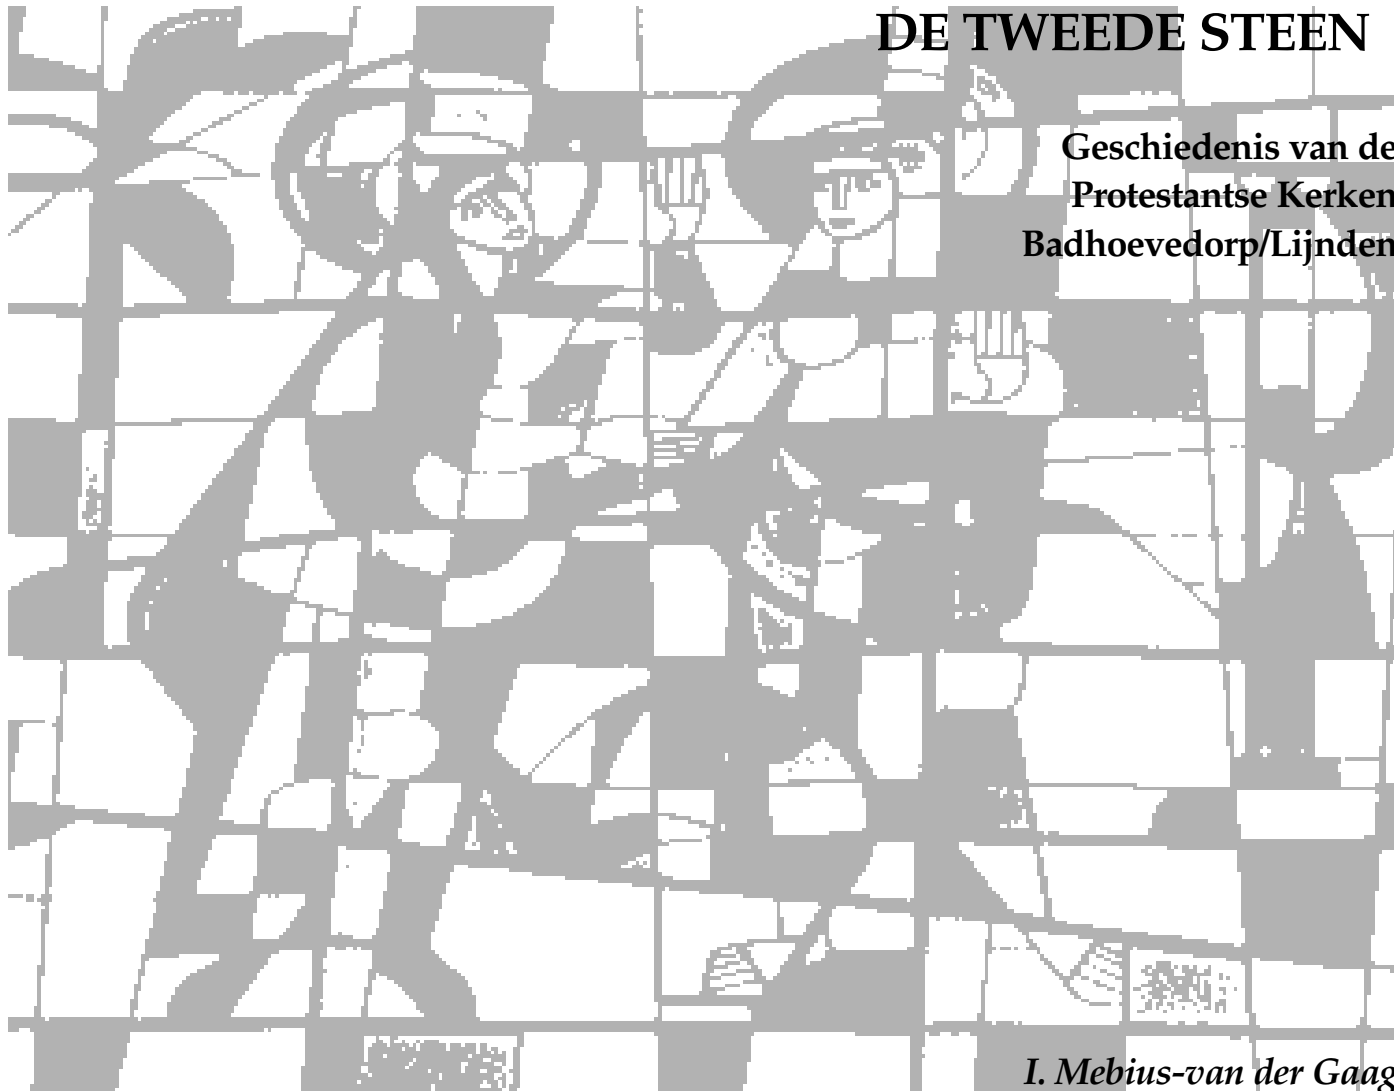 DE TWEEDE STEEN
Geschiedenis van de
Protestantse Kerken
Badhoevedorp/Lijnden
I. Mebius-van der Gaag